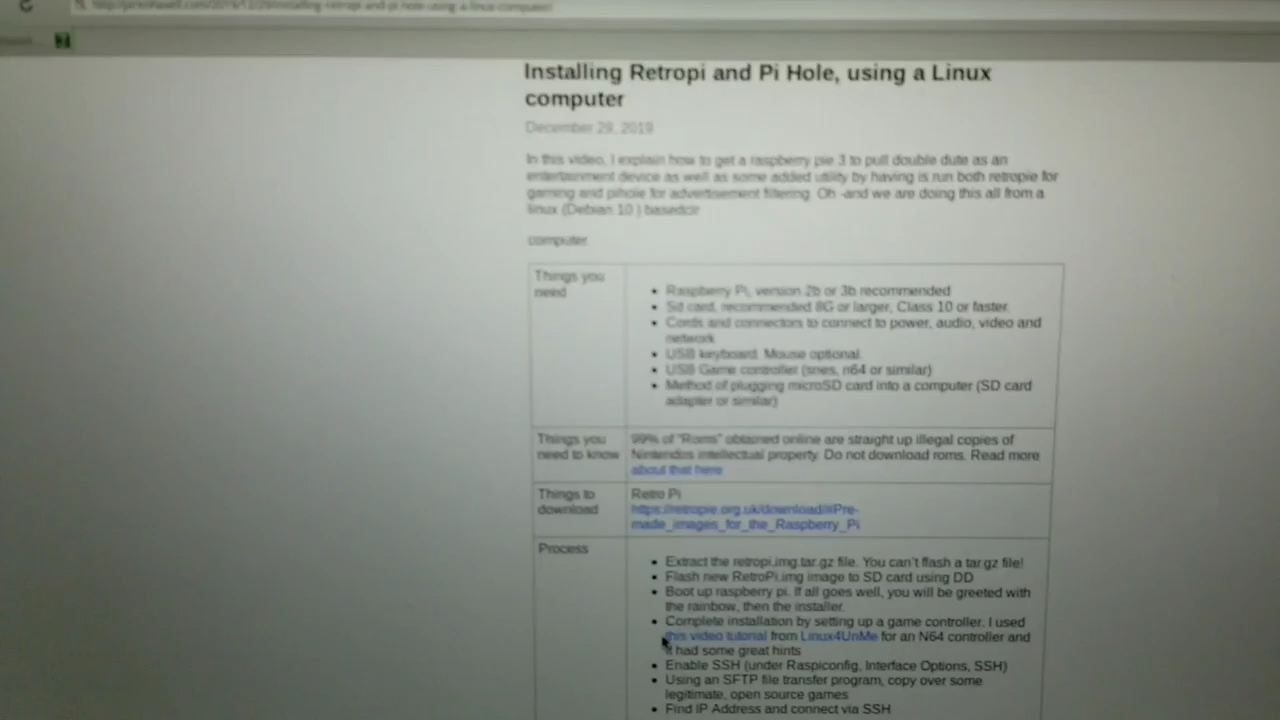 Installing Retropi and Pi Hole, using a Linux
computer
December 29, 2019
In this video, I explain how to get a raspberry pie 3 to pull double dute as an
entertainment device as well as some added utility by having is run both retropie for
gaming and pihole for advertisement filtering. Oh -and we are doing this all from a
linux (Debian 10 )
computer.
Things you
need
• Raspberry Pi, version 2b or 3b recommended
• Sd card, recommended 8G or larger, Class 10 or faster.
• Cords and connectors to connect to power, audio, video and
network
• USB keyboard. Mouse optional.
• USB Game controller (snes, n64 or similar)
• Method of plugging microSD card into a computer (SD card
adapter or similar)
Things you
need to know
99% of "Roms" obtained online are straight up illegal copies of
Nintendos intellectual property. Do not download roms. Read more
about that here
Things to
download
Retro Pi
https://retropie.org.uk/download/#Pre-
made_images_for_the_Raspberry_Pi
Process
• Extract the retropi.img.tar.gz file. You can't flash a tar.gz file!
• Flash new RetroPi.img image to SD card using DD
• Boot up raspberry pi. If all goes well, you will be greeted with
the rainbow, then the installer.
• Complete installation by setting up a game controller. I used
this video tutorial from Linux4UnMe for an N64 controller and
it had some great hints
• Enable SSH (under Raspiconfig, Interface Options, SSH)
• Using an SFTP file transfer program, copy over some
legitimate, open source games
• Find IP Address and connect via SSH